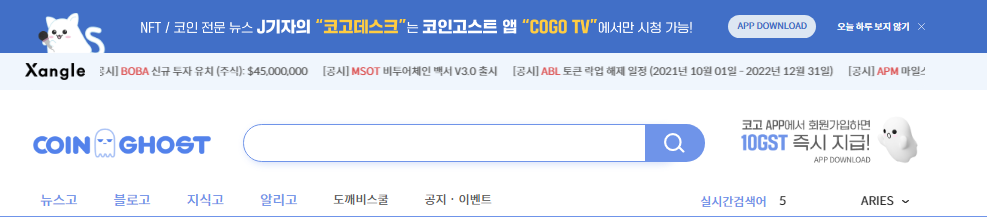 NFT / 코인 전문 뉴스 J기자의 "코고데스크"는 코인고스트 앱 "COGO TV"에서만 시청 가능!
APP DOWNLOAD
오늘 하루 보지 않기
Xangle
[공시] BOBA 신규 투자 유치 (주식): $45,000,000
[공시] MSOT 비투어체인 백서 V3.0 출시
[공시] ABL 토큰 락업 해제 일정 (2021년 10월 01일 - 2022년 12월 31일)
[공시] APM 마일스
COIN GHOST
코고 APP에서 회원가입하면
10GST 즉시 지급!
APP DOWNLOAD
뉴스고 블로고 지식고 알리고 도깨비스쿨 공지 · 이벤트
실시간검색어 5 ARIES